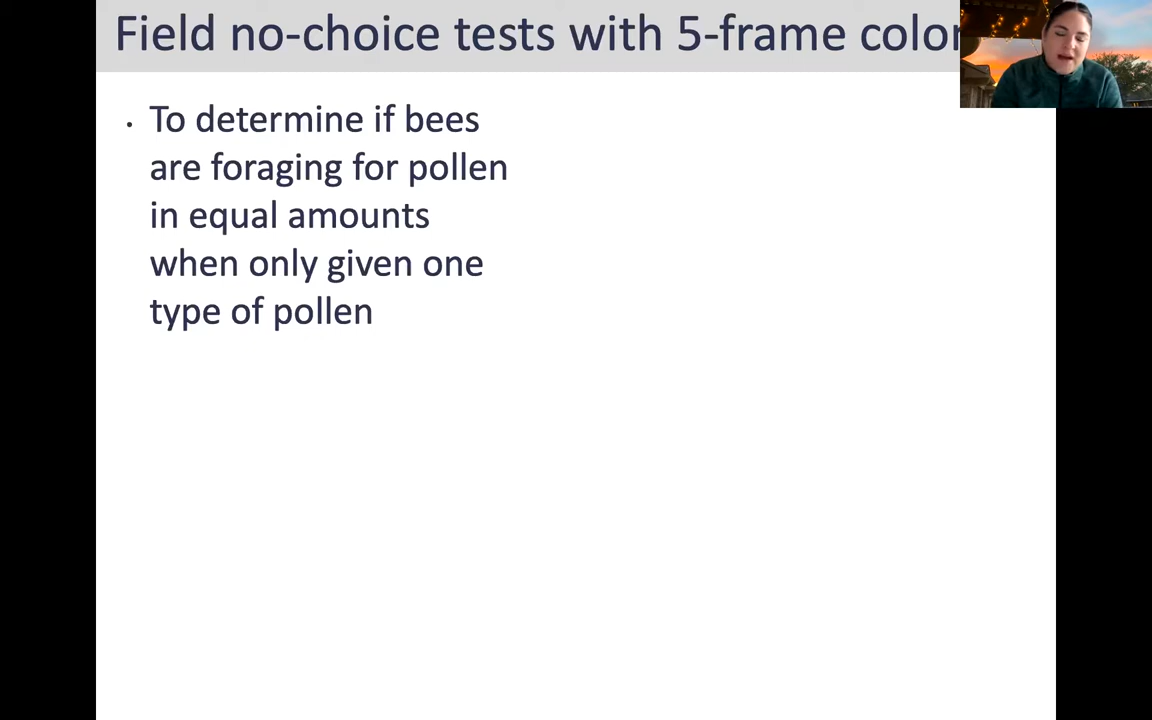 Field no-choice tests with 5-frame
· To determine if bees
are foraging for pollen
in equal amounts
when only given one
type of pollen